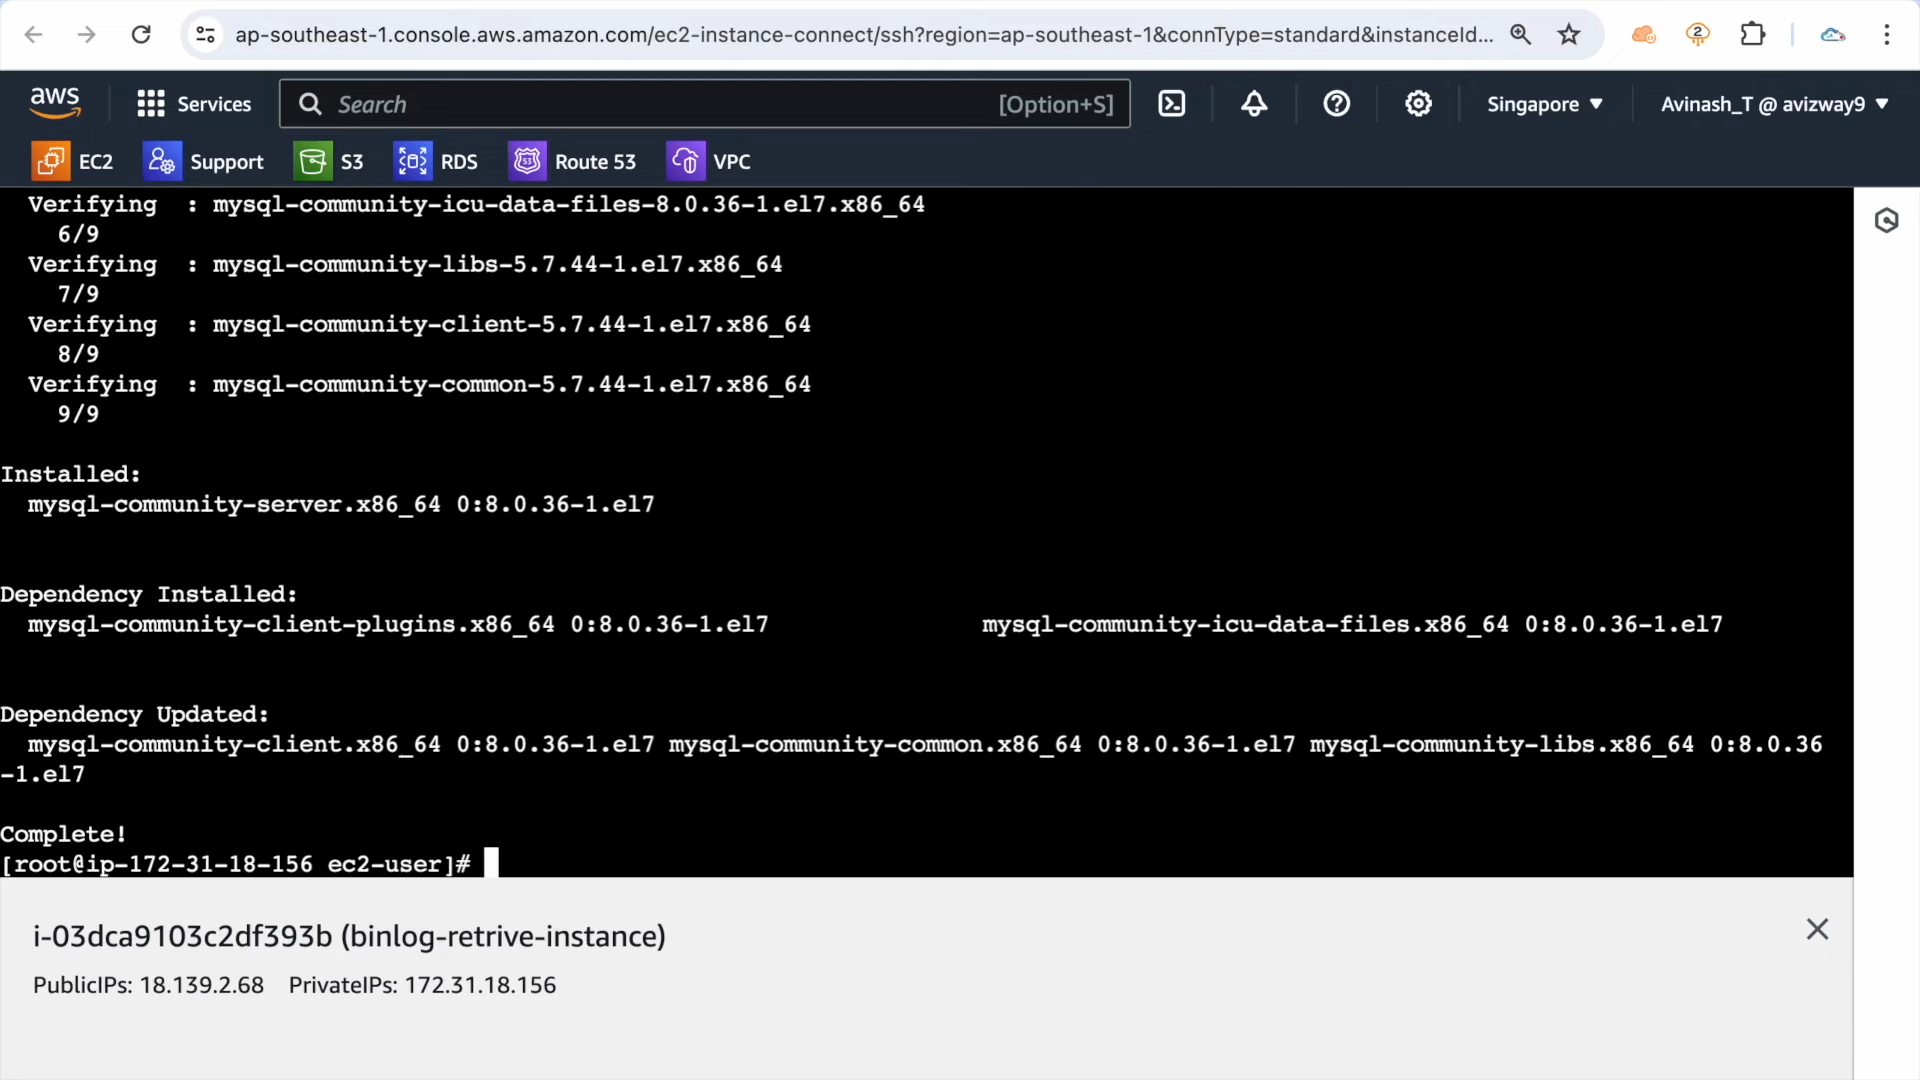 ap-southeast-1.console.aws.amazon.com/ec2-instance-connect/ssh?region=ap-southeast-1&connType=standard&instanceId...
2
aws
Services
Search
[Option+S]
Singapore
Avinash_T @ avizway9
EC2
Support
S3
RDS
53
Route 53
VPC
Verifying : mysql-community-icu-data-files-8.0.36-1.el7.x86_64
6/9
Verifying : mysql-community-libs-5.7.44-1.el7.x86_64
7/9
Verifying : mysql-community-client-5.7.44-1.el7.x86_64
8/9
Verifying : mysql-community-common-5.7.44-1.el7.x86_64
9/9
Installed:
mysql-community-server.x86_64 0:8.0.36-1.el7
Dependency Installed:
mysql-community-client-plugins.x86_64 0:8.0.36-1.el7 mysql-community-icu-data-files.x86_64 0:8.0.36-1.el7
Dependency Updated:
mysql-community-client.x86_64 0:8.0.36-1.el7 mysql-community-common.x86_64 0:8.0.36-1.el7 mysql-community-libs.x86_64 0:8.0.36
-1.el7
Complete!
[root@ip-172-31-18-156 ec2-user]#
i-03dca9103c2df393b (binlog-retrive-instance)
PublicIPs: 18.139.2.68 PrivateIPs: 172.31.18.156